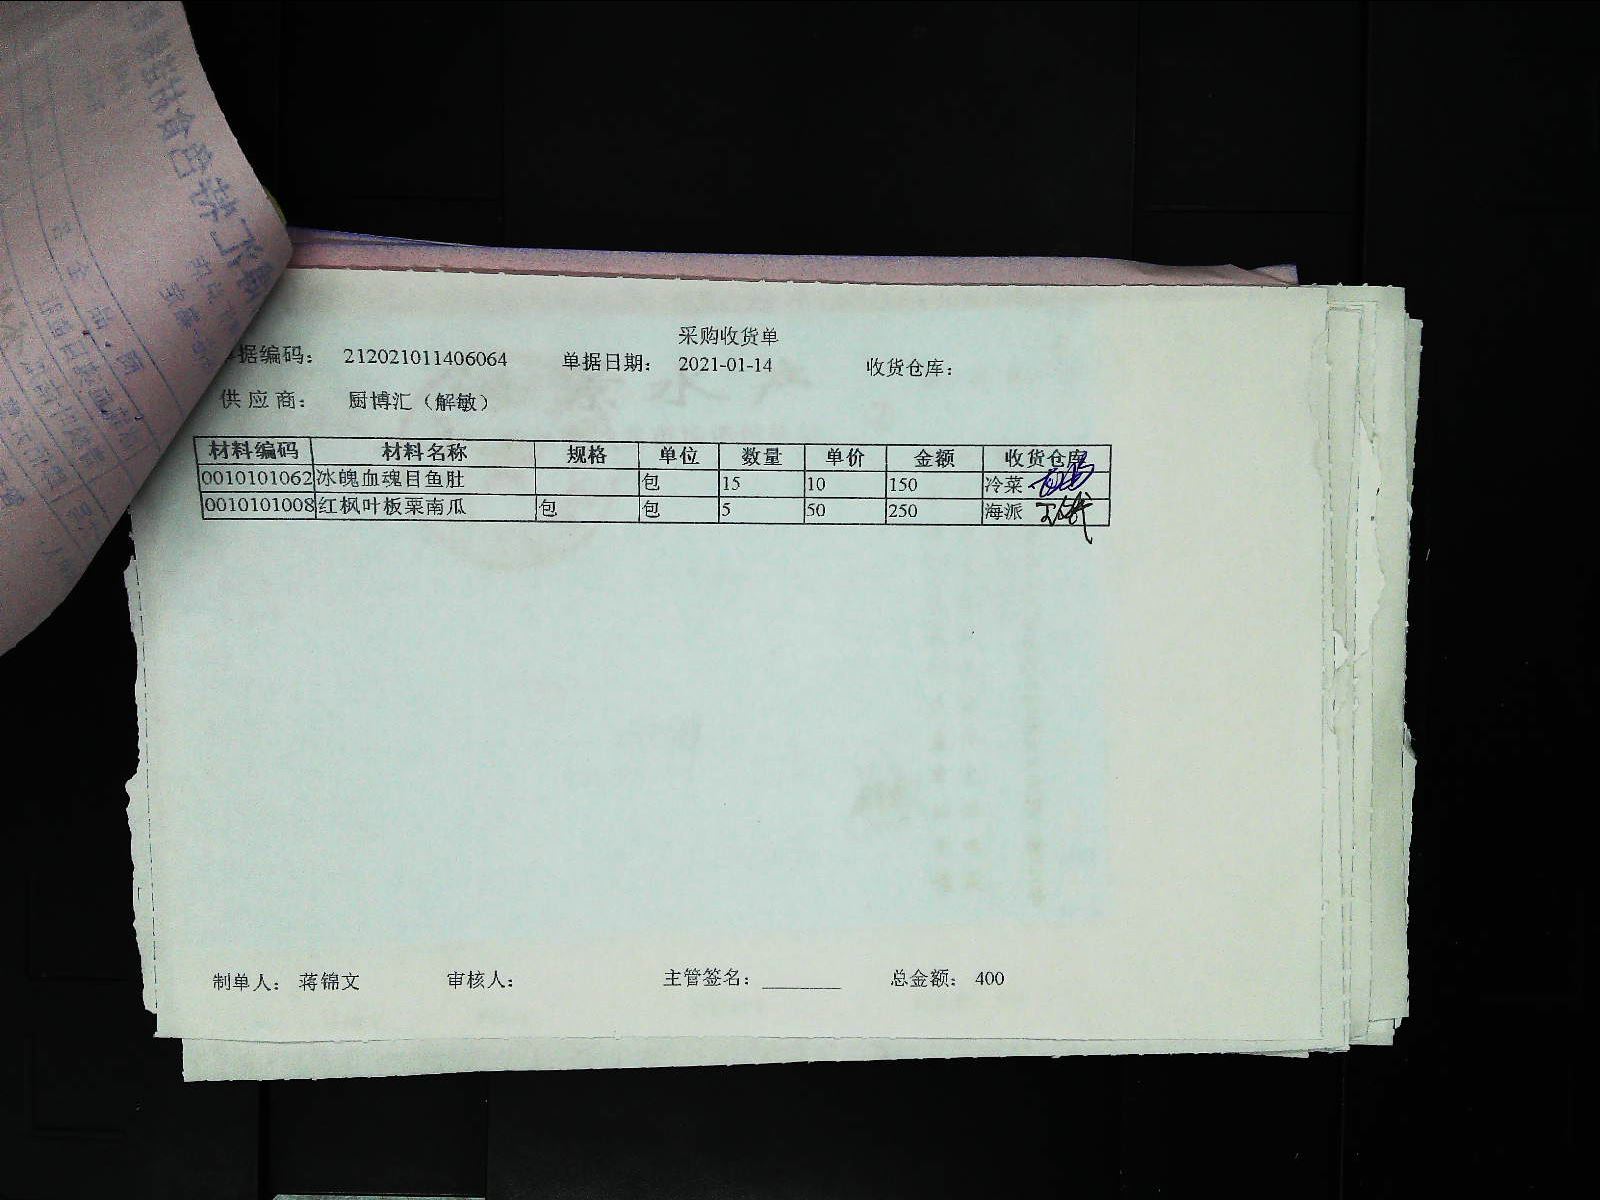 采购收货单
据编码： 212021011406064 单据日期： 2021-01-14 收货仓库：
供应商： 厨博汇（解敏）
材料编码 材料名称 规格 单位 数量 单价 金额 收货仓库
0010101062 冰魄血魂目鱼肚 包 15 10 150 冷菜
0010101008 红枫叶板栗南瓜 包 包 5 50 250 海派
制单人： 蒋锦文 审核人： 主管签名： 总金额： 400